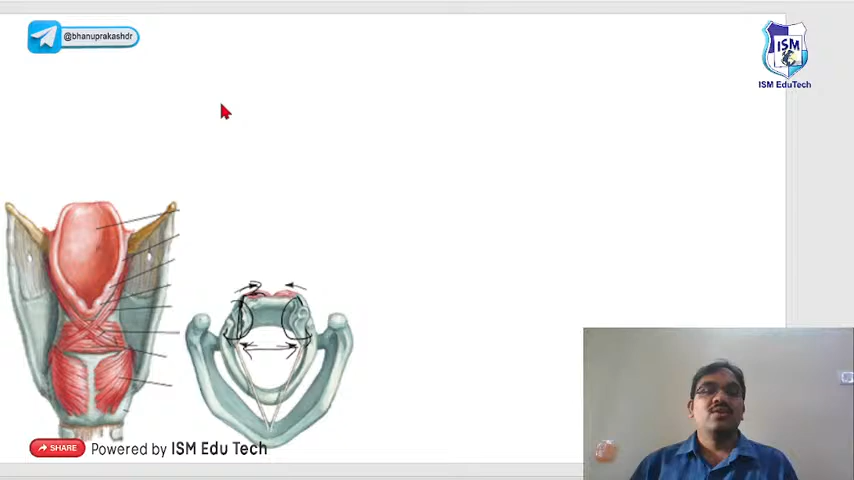 @bhanuprakashdr
ISM
ISM EduTech
SHARE
Powered by ISM Edu Tech